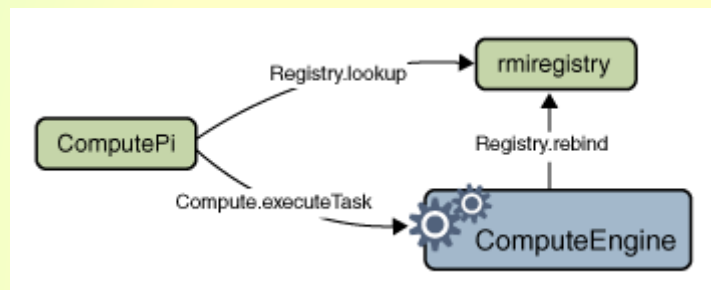 Registry.lookup
rmiregistry
ComputePi
Registry.rebind
Compute.executeTask
ComputeEngine